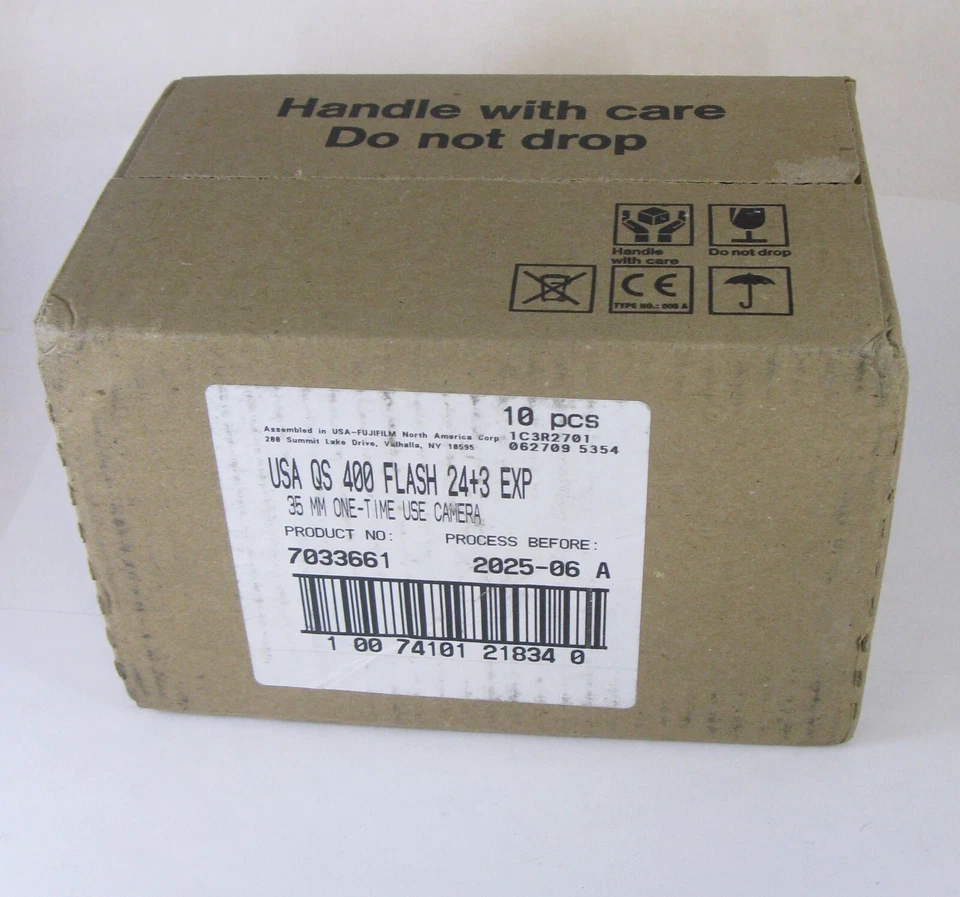 Handle with care
Do not drop
Handle
with care
Do not drop
CE
TYPE NO.: 008 A
10 pcs
Assembled in USA-FUJIFILM North America Corp
200 Summit Lake Drive, Valhalla, NY 10595
1C3R2701
062709 5354
USA QS 400 FLASH 24+3 EXP
35 MM ONE-TIME USE CAMERA
PRODUCT NO: PROCESS BEFORE:
7033661 2025-06 A
1 00 74101 21834 0